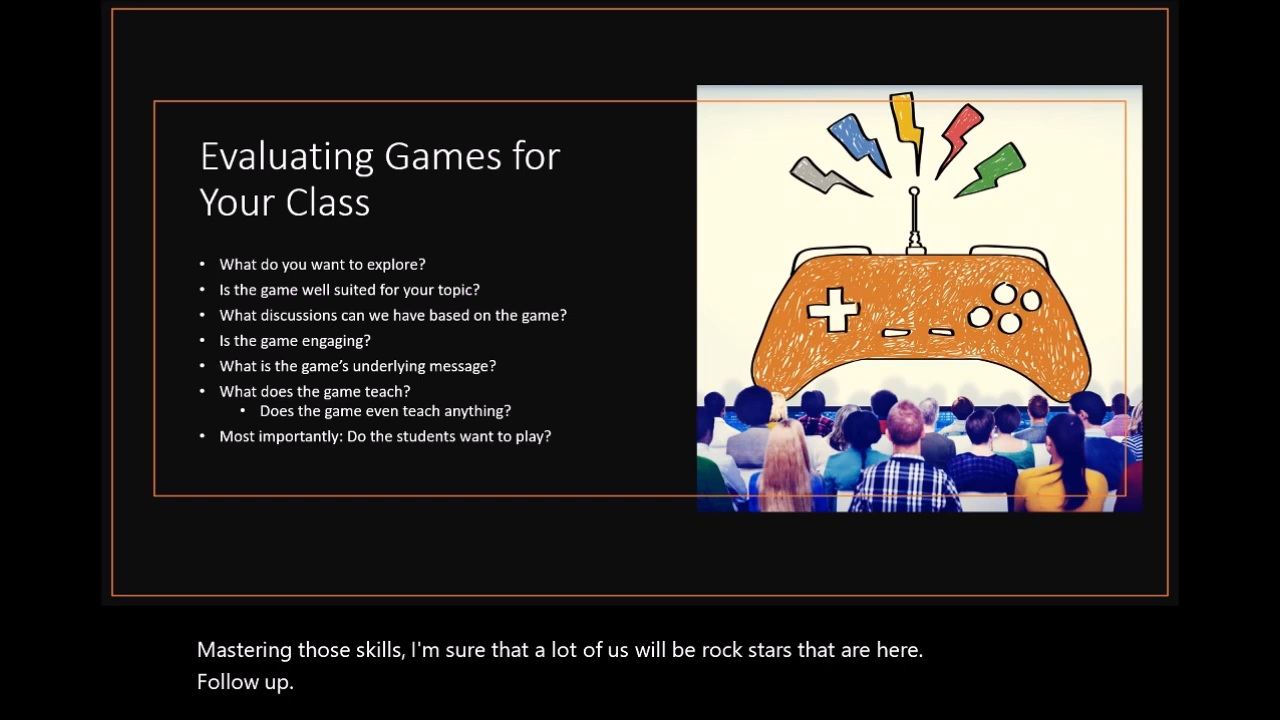 Evaluating Games for
Your Class
• What do you want to explore?
• Is the game well suited for your topic?
• What discussions can we have based on the game?
• Is the game engaging?
• What is the game's underlying message?
• What does the game teach?
• Does the game even teach anything?
• Most importantly: Do the students want to play?
Mastering those skills, I'm sure that a lot of us will be rock stars that are here.
Follow up.